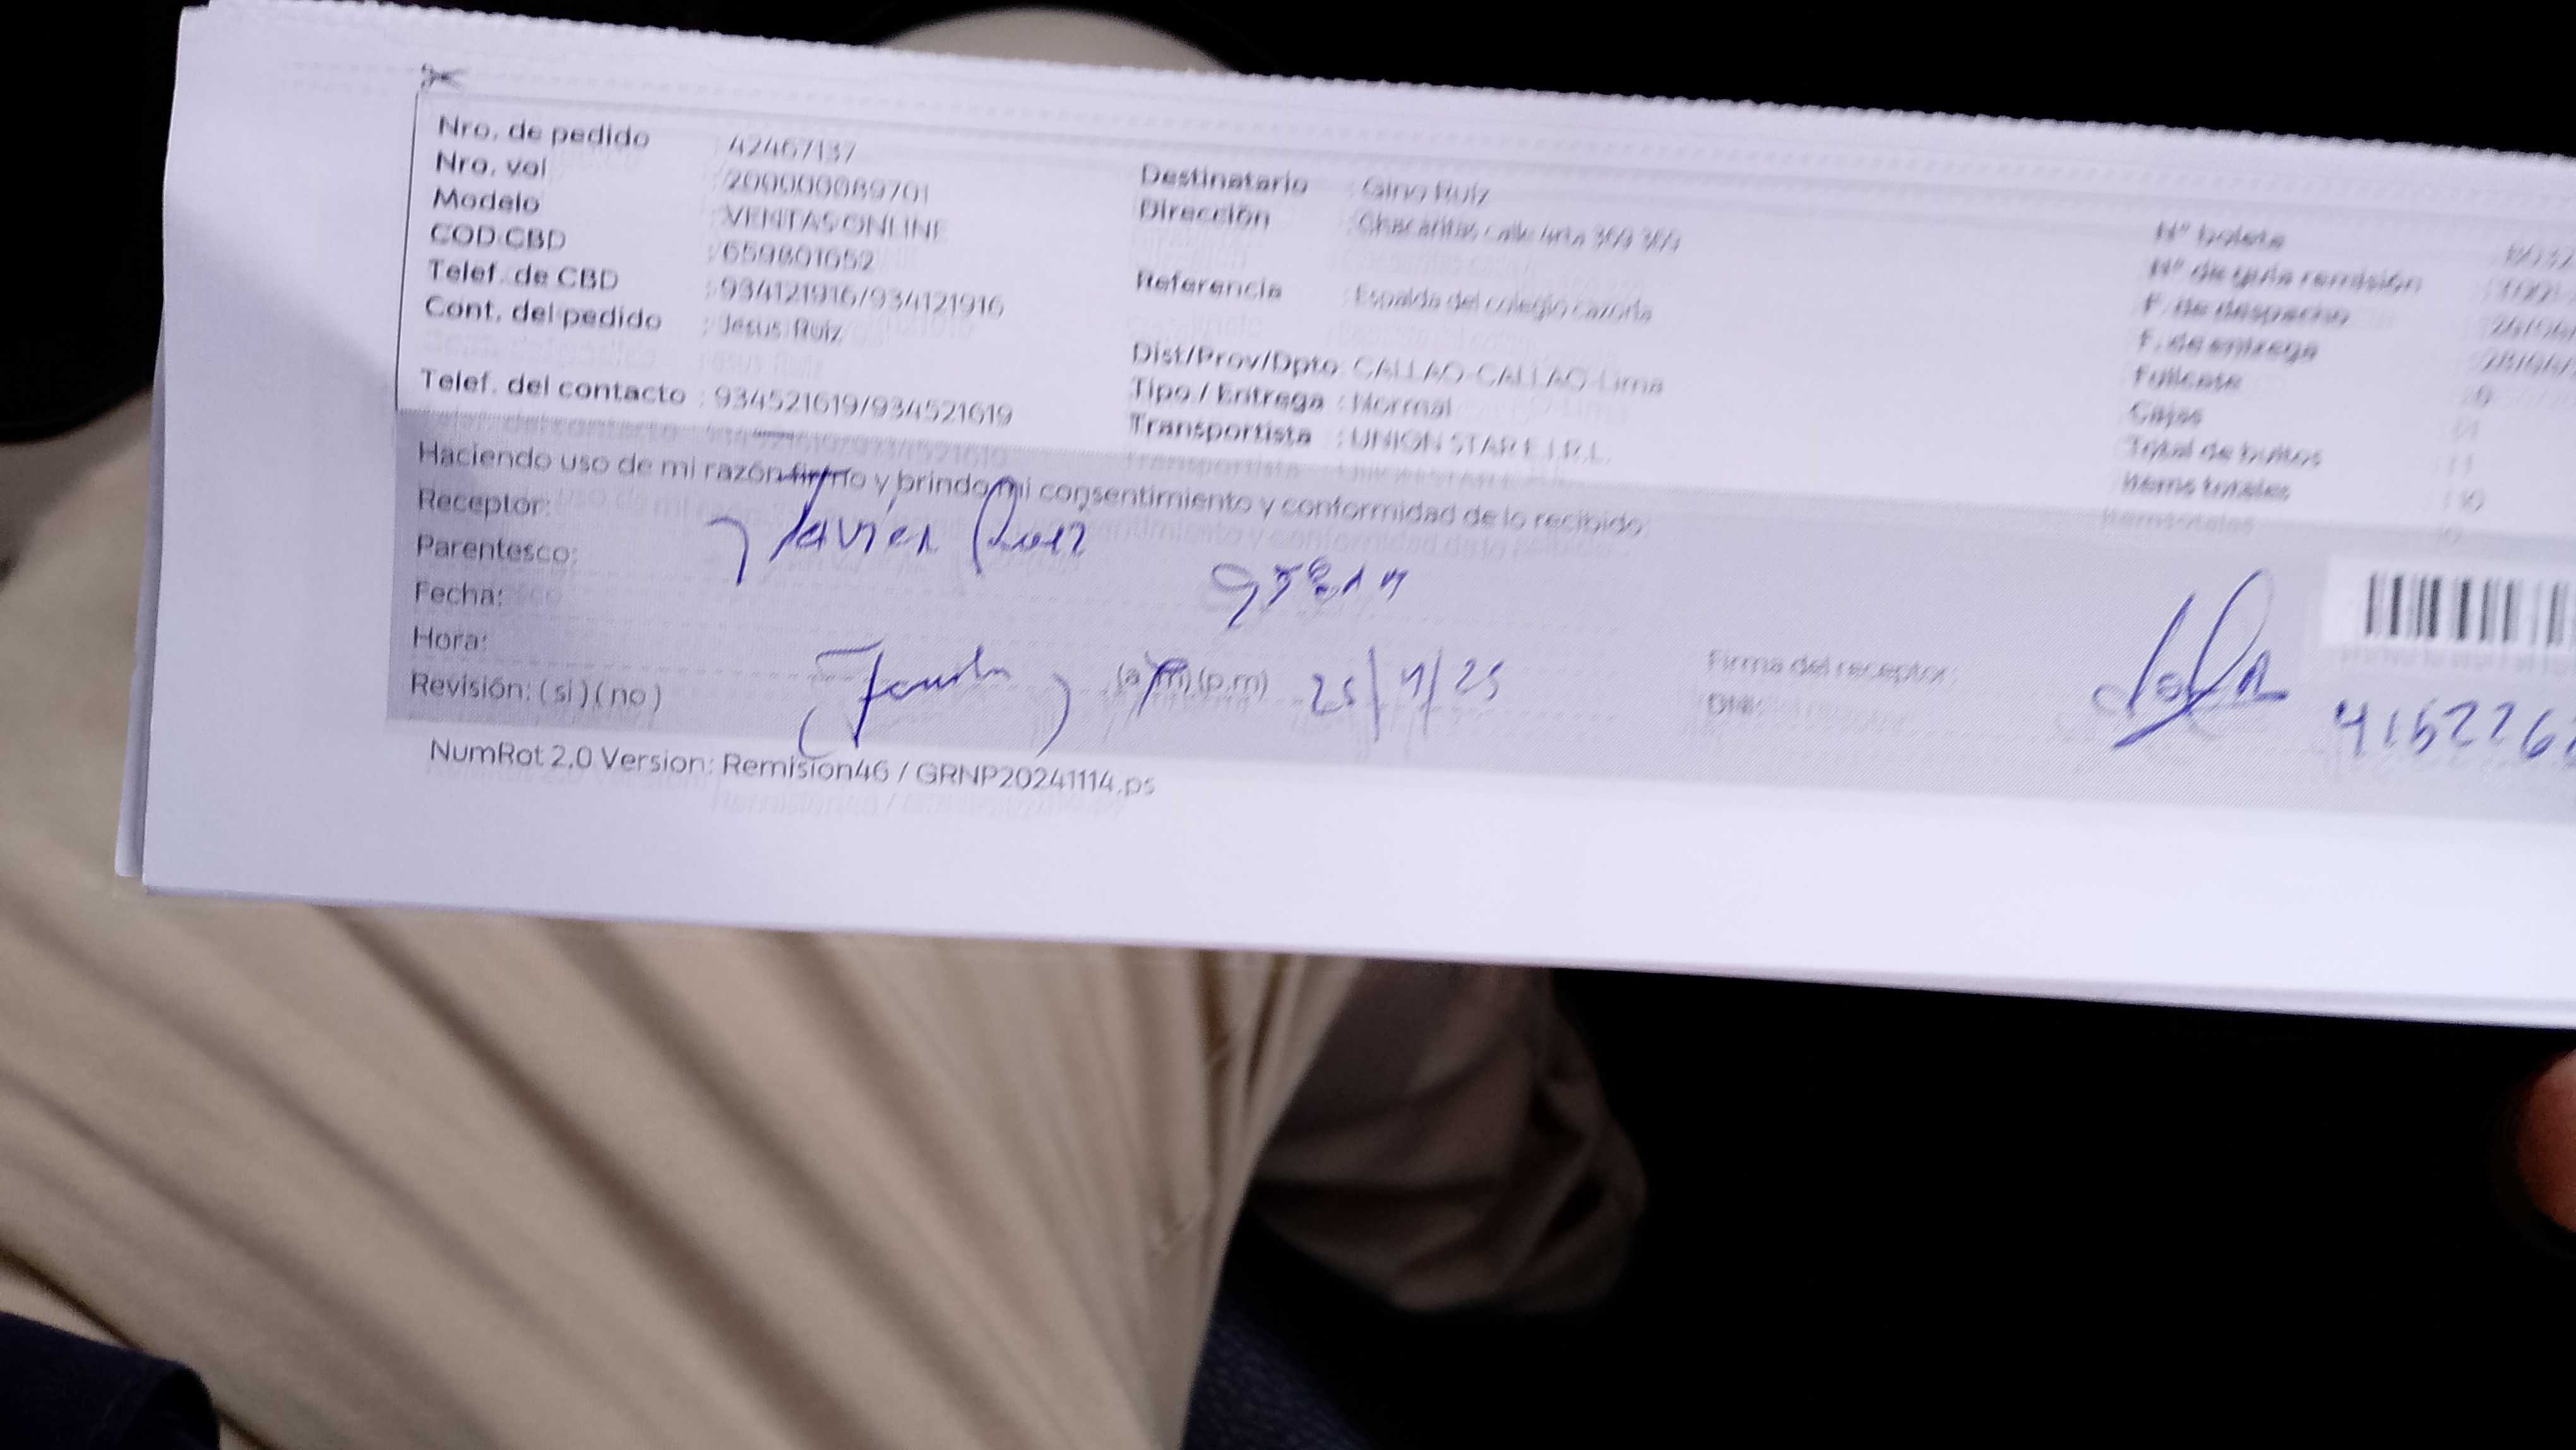 Nro. de pedido : 42467137
Nro. vol : 200000089701
Modelo : VENTAS ONLINE
COD CBD : 659801652
Telef. de CBD : 934121916/934121916
Cont. del pedido : Jesus Ruiz
Telef. del contacto : 934521619/934521619
Destinatario : Gino Ruiz
Dirección : calle
Referencia : Espalda del colegio cazorla
Dist/Prov/Dpto : CALLAO-CALLAO-Lima
Tipo / Entrega : Normal
Transportista : UNION STAR E.I.R.L.
N° boleta
N° de guía remisión
F. de despacho
F. de entrega
Fullcase
Cajas
Total de bultos
Items totales
Haciendo uso de mi razón firmo y brindo mi consentimiento y conformidad de lo recibido.
Receptor: Javier Ruiz
Parentesco:
Fecha:
Hora: (a.m) (p.m)
Revisión: ( si ) ( no )
Firma del receptor:
DNI:
NumRot 2.0 Version: Remision46 / GRNP20241114.ps